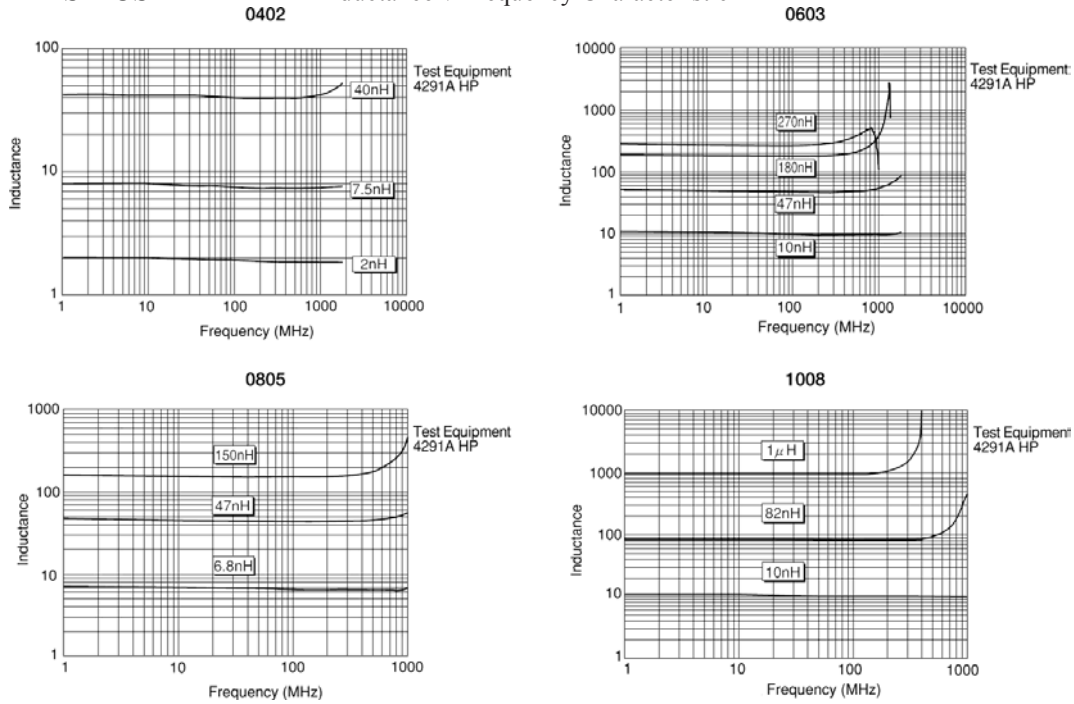 0402
100
10
1
Inductance
40nH
7.5nH
2nH
1 10 100 1000 10000
Frequency (MHz)
Test Equipment
4291A HP
0603
10000
1000
100
10
1
Inductance
270nH
180nH
47nH
10nH
1 10 100 1000 10000
Frequency (MHz)
Test Equipment:
4291A HP
0805
1000
100
10
1
Inductance
150nH
47nH
6.8nH
1 10 100 1000
Frequency (MHz)
Test Equipment
4291A HP
1008
10000
1000
100
10
1
Inductance
1μH
82nH
10nH
1 10 100 1000
Frequency (MHz)
Test Equipment
4291A HP